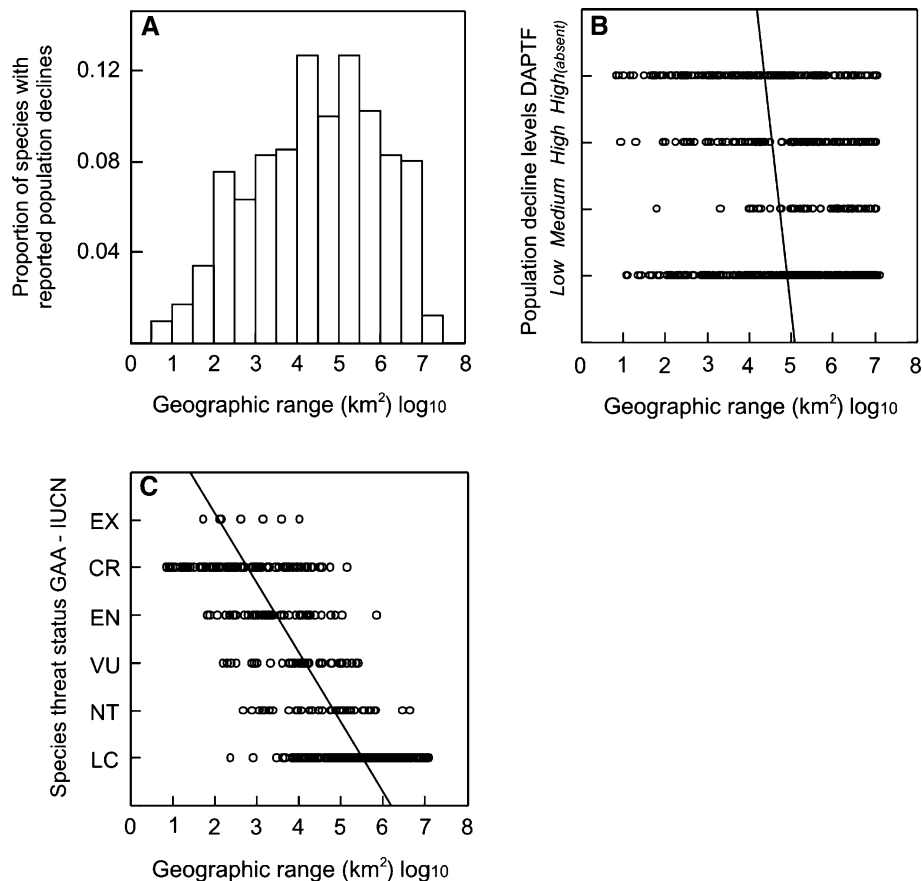 A
Proportion of species with
reported population declines
0.12
0.08
0.04
0 1 2 3 4 5 6 7 8
Geographic range (km²) log10
B
Population decline levels DAPTF
Low Medium High High(absent)
0 1 2 3 4 5 6 7 8
Geographic range (km²) log10
C
Species threat status GAA - IUCN
EX
CR
EN
VU
NT
LC
0 1 2 3 4 5 6 7 8
Geographic range (km²) log10